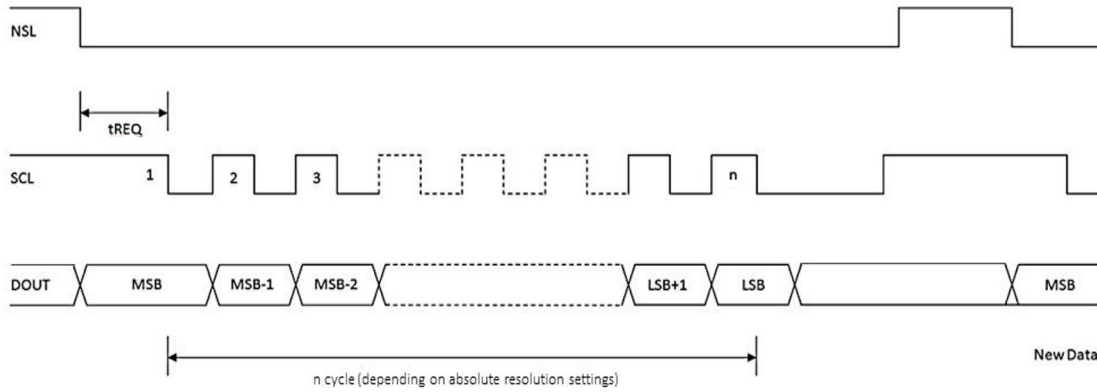 NSL
tREQ
SCL
1
2
3
n
DOUT
MSB
MSB-1
MSB-2
LSB+1
LSB
MSB
New Data
n cycle (depending on absolute resolution settings)